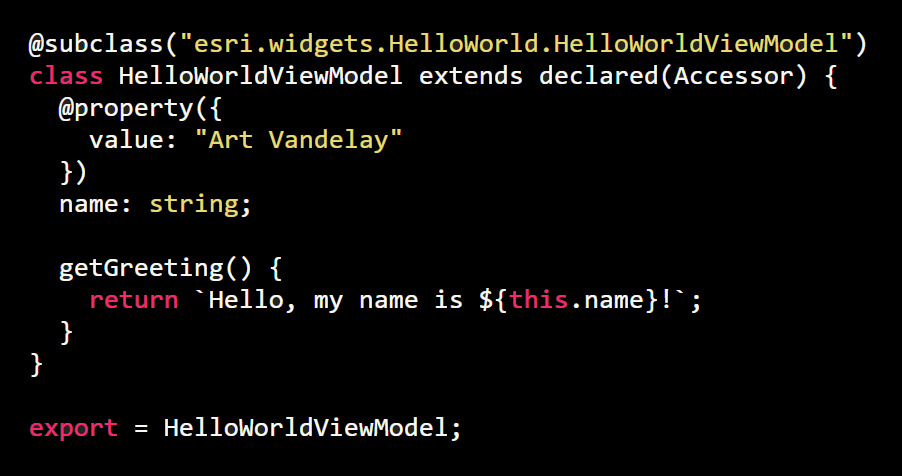 @subclass("esri.widgets.HelloWorld.HelloWorldViewModel")
class HelloWorldViewModel extends declared(Accessor) {
  @property({
    value: "Art Vandelay"
  })
  name: string;

  getGreeting() {
    return `Hello, my name is ${this.name}!`;
  }
}

export = HelloWorldViewModel;